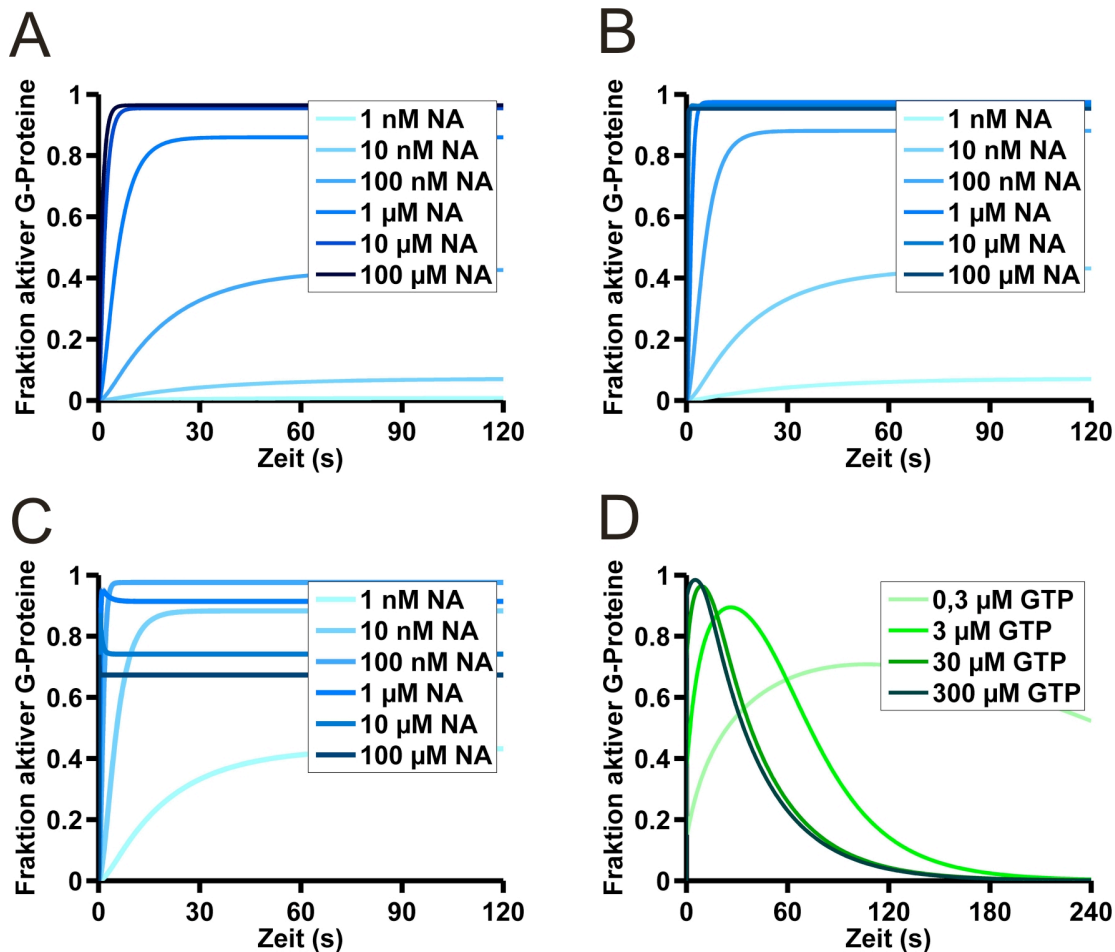 A
Fraktion aktiver G-Proteine
1
0.8
0.6
0.4
0.2
0
0 30 60 90 120
Zeit (s)
1 nM NA
10 nM NA
100 nM NA
1 µM NA
10 µM NA
100 µM NA
B
Fraktion aktiver G-Proteine
1
0.8
0.6
0.4
0.2
0
0 30 60 90 120
Zeit (s)
1 nM NA
10 nM NA
100 nM NA
1 µM NA
10 µM NA
100 µM NA
C
Fraktion aktiver G-Proteine
1
0.8
0.6
0.4
0.2
0
0 30 60 90 120
Zeit (s)
1 nM NA
10 nM NA
100 nM NA
1 µM NA
10 µM NA
100 µM NA
D
Fraktion aktiver G-Proteine
1
0.8
0.6
0.4
0.2
0
0 60 120 180 240
Zeit (s)
0,3 µM GTP
3 µM GTP
30 µM GTP
300 µM GTP